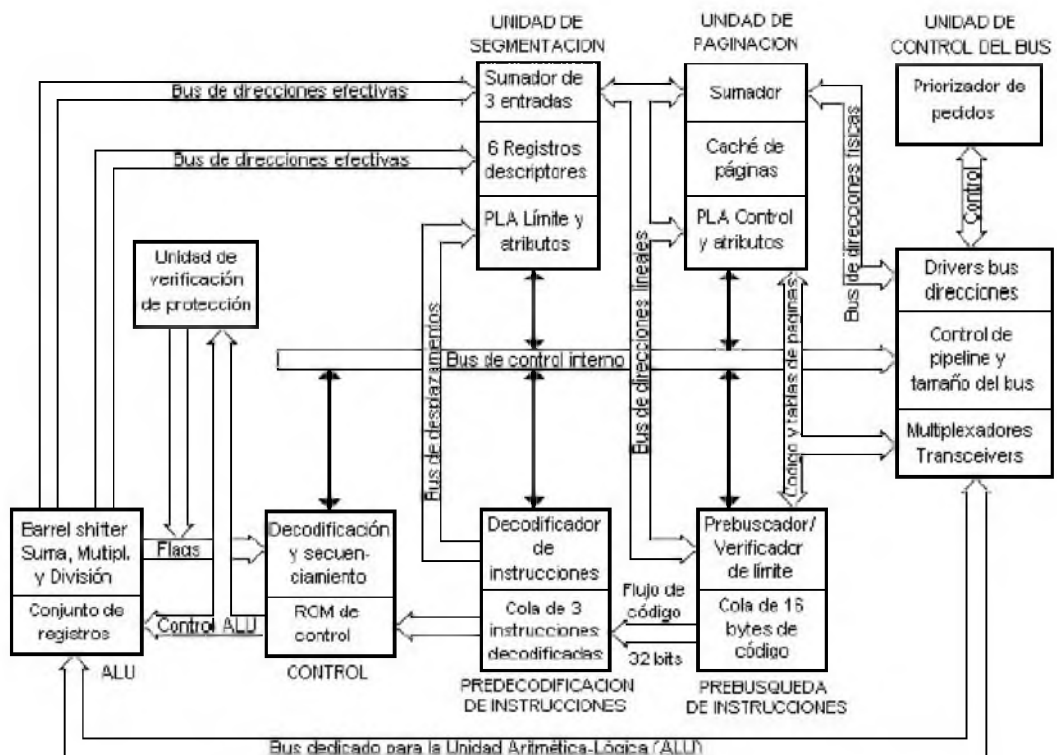 UNIDAD DE
SEGMENTACION
UNIDAD DE
PAGINACION
UNIDAD DE
CONTROL DEL BUS
Sumador de
3 entradas
6 Registros
descriptores
PLA Límite y
atributos
Sumador
Caché de
páginas
PLA Control
y atributos
Priorizador de
pedidos
Control
Drivers bus
direcciones
Control de
pipeline y
tamaño del bus
Multiplexadores
Transceivers
Bus de direcciones efectivas
Bus de direcciones efectivas
Unidad de
verificación
de protección
Bus de control interno
Bus de desplazamentos
Bus de direcciones lineales
Bus de direcciones físicas
Código y tablas de páginas
Barrel shifter
Suma, Mutipl.
y División
Conjunto de
registros
ALU
Flags
Control ALU
Decodificación
y secuen-
ciamiento
ROM de
control
CONTROL
Decodificador
de
instrucciones
Cola de 3
instrucciones
decodificadas
PREDECODIFICACION
DE INSTRUCCIONES
Flujo de
código
32 bits
Prebuscador/
Verificador
de límite
Cola de 16
bytes de
código
PREBUSQUEDA
DE INSTRUCCIONES
Bus dedicado para la Unidad Aritmética-Lógica (ALU)